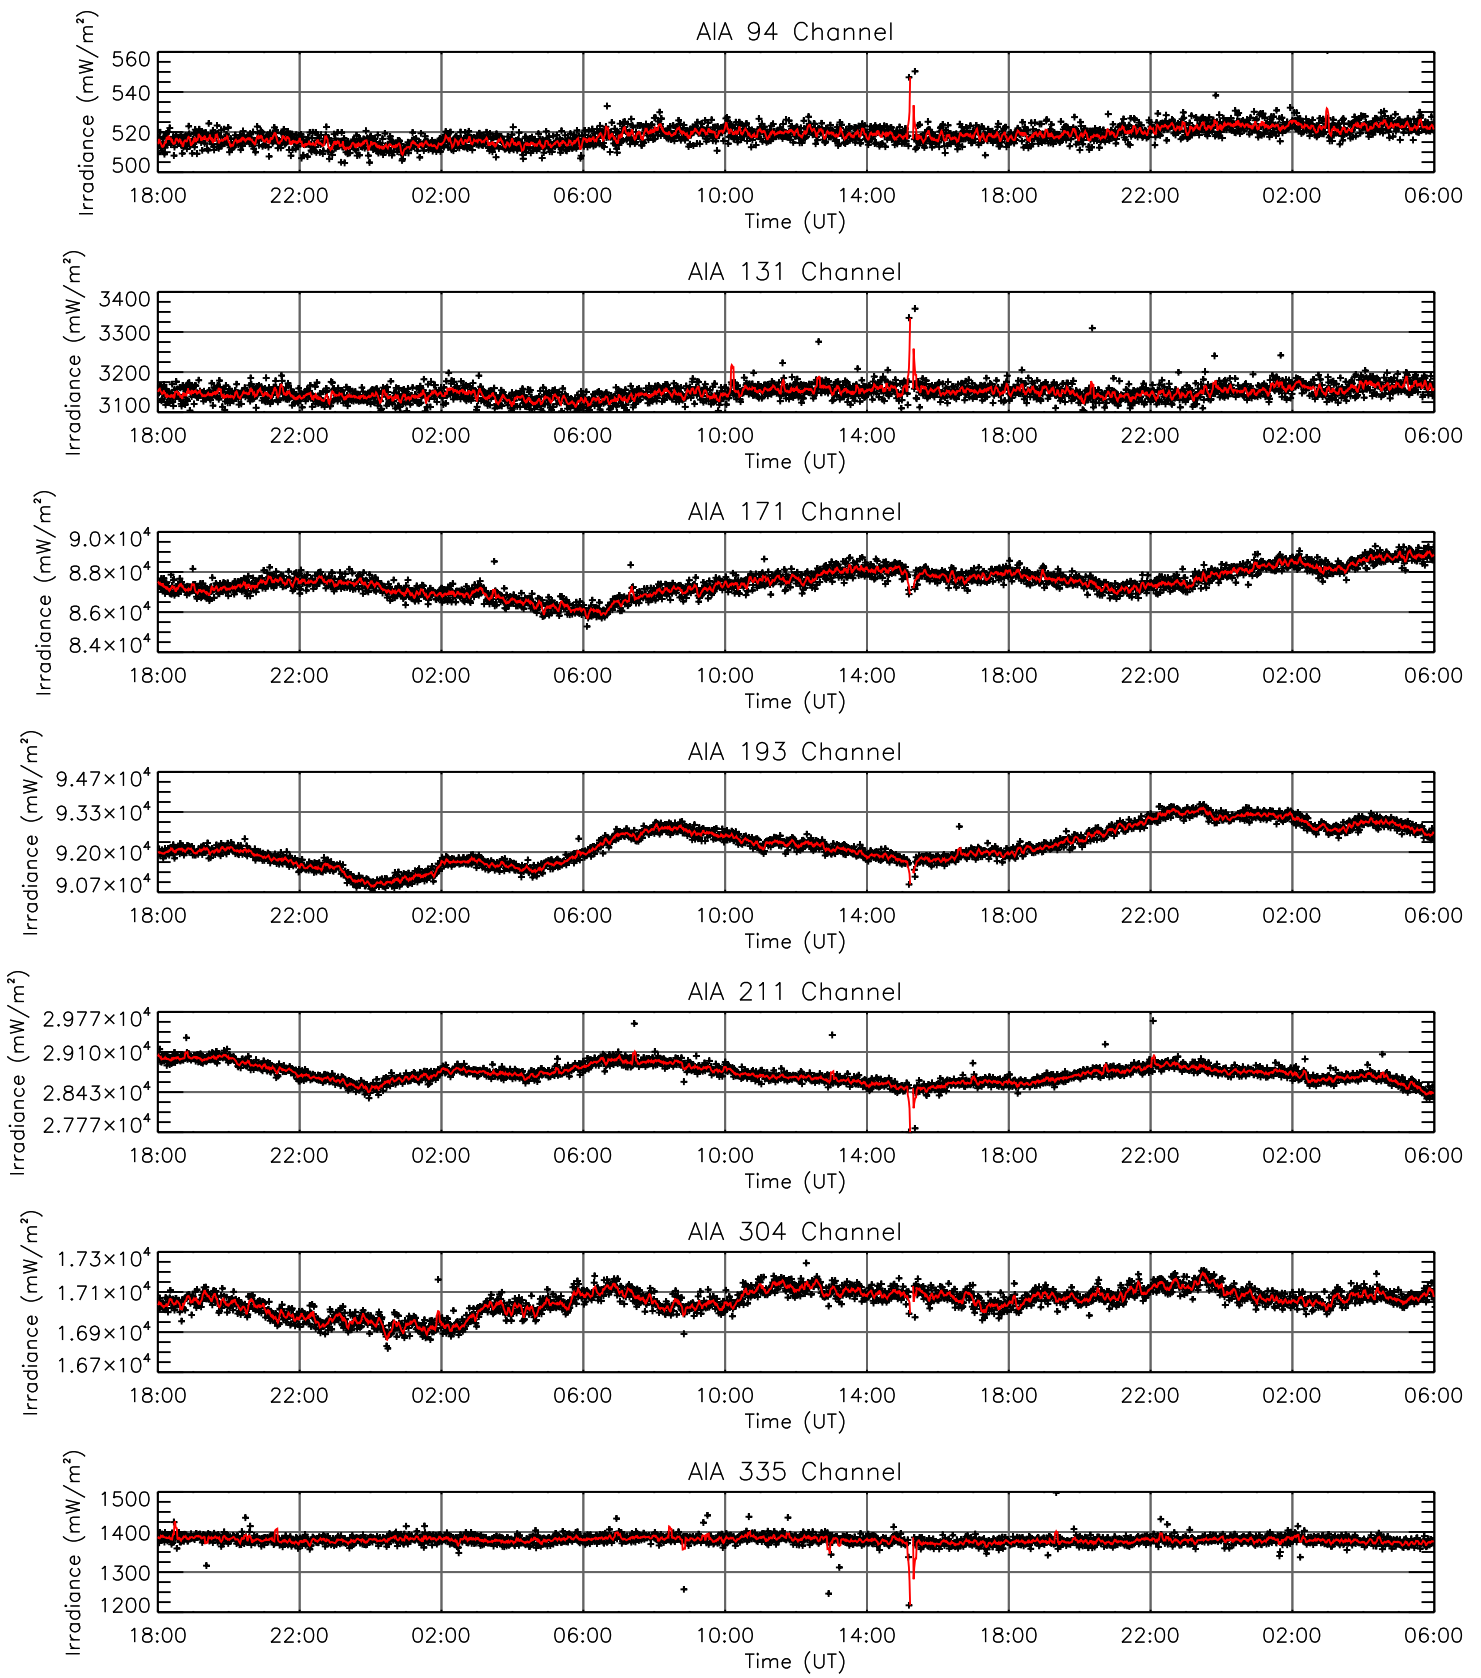 AIA 94 Channel
Irradiance (mW/m²)
560
540
520
500
18:00 22:00 02:00 06:00 10:00 14:00 18:00 22:00 02:00 06:00
Time (UT)
AIA 131 Channel
Irradiance (mW/m²)
3400
3300
3200
3100
18:00 22:00 02:00 06:00 10:00 14:00 18:00 22:00 02:00 06:00
Time (UT)
AIA 171 Channel
Irradiance (mW/m²)
9.0×10⁴
8.8×10⁴
8.6×10⁴
8.4×10⁴
18:00 22:00 02:00 06:00 10:00 14:00 18:00 22:00 02:00 06:00
Time (UT)
AIA 193 Channel
Irradiance (mW/m²)
9.47×10⁴
9.33×10⁴
9.20×10⁴
9.07×10⁴
18:00 22:00 02:00 06:00 10:00 14:00 18:00 22:00 02:00 06:00
Time (UT)
AIA 211 Channel
Irradiance (mW/m²)
2.977×10⁴
2.910×10⁴
2.843×10⁴
2.777×10⁴
18:00 22:00 02:00 06:00 10:00 14:00 18:00 22:00 02:00 06:00
Time (UT)
AIA 304 Channel
Irradiance (mW/m²)
1.73×10⁴
1.71×10⁴
1.69×10⁴
1.67×10⁴
18:00 22:00 02:00 06:00 10:00 14:00 18:00 22:00 02:00 06:00
Time (UT)
AIA 335 Channel
Irradiance (mW/m²)
1500
1400
1300
1200
18:00 22:00 02:00 06:00 10:00 14:00 18:00 22:00 02:00 06:00
Time (UT)